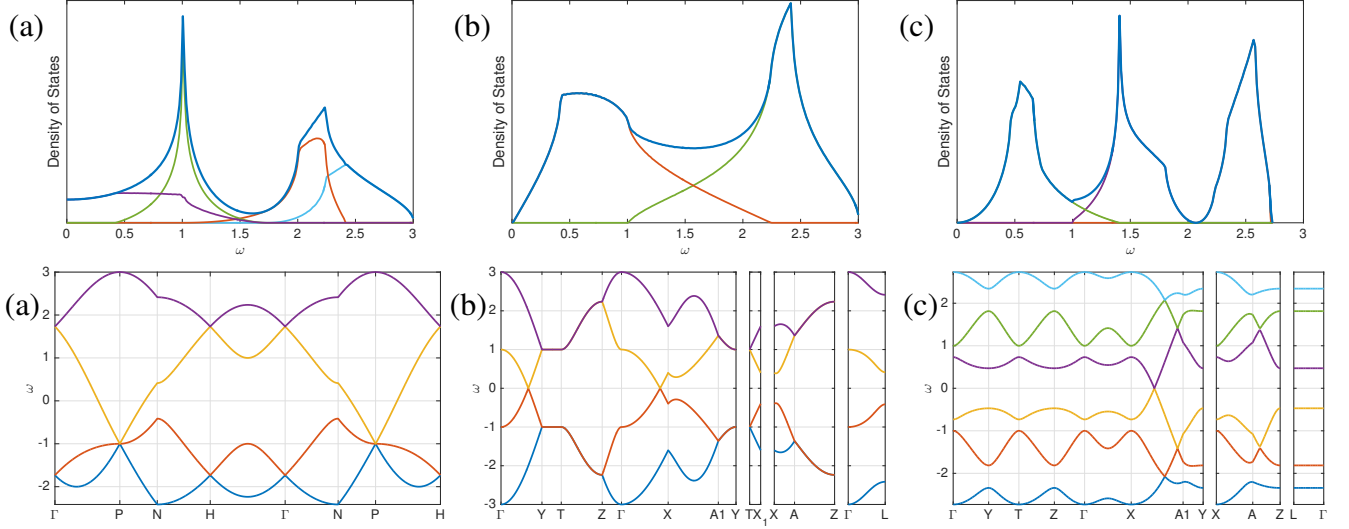 (a)
Density of States
0 0.5 1 1.5 2 2.5 3
ω
(b)
Density of States
0 0.5 1 1.5 2 2.5 3
ω
(c)
Density of States
0 0.5 1 1.5 2 2.5 3
ω
(a)
ω
3
2
1
0
-1
-2
Γ P N H Γ N P H
(b)
ω
3
2
1
0
-1
-2
-3
Γ Y T Z Γ X A1 Y TX1 X A Z Γ L
(c)
ω
2
1
0
-1
-2
Γ Y T Z Γ X A1 Y X A Z L Γ